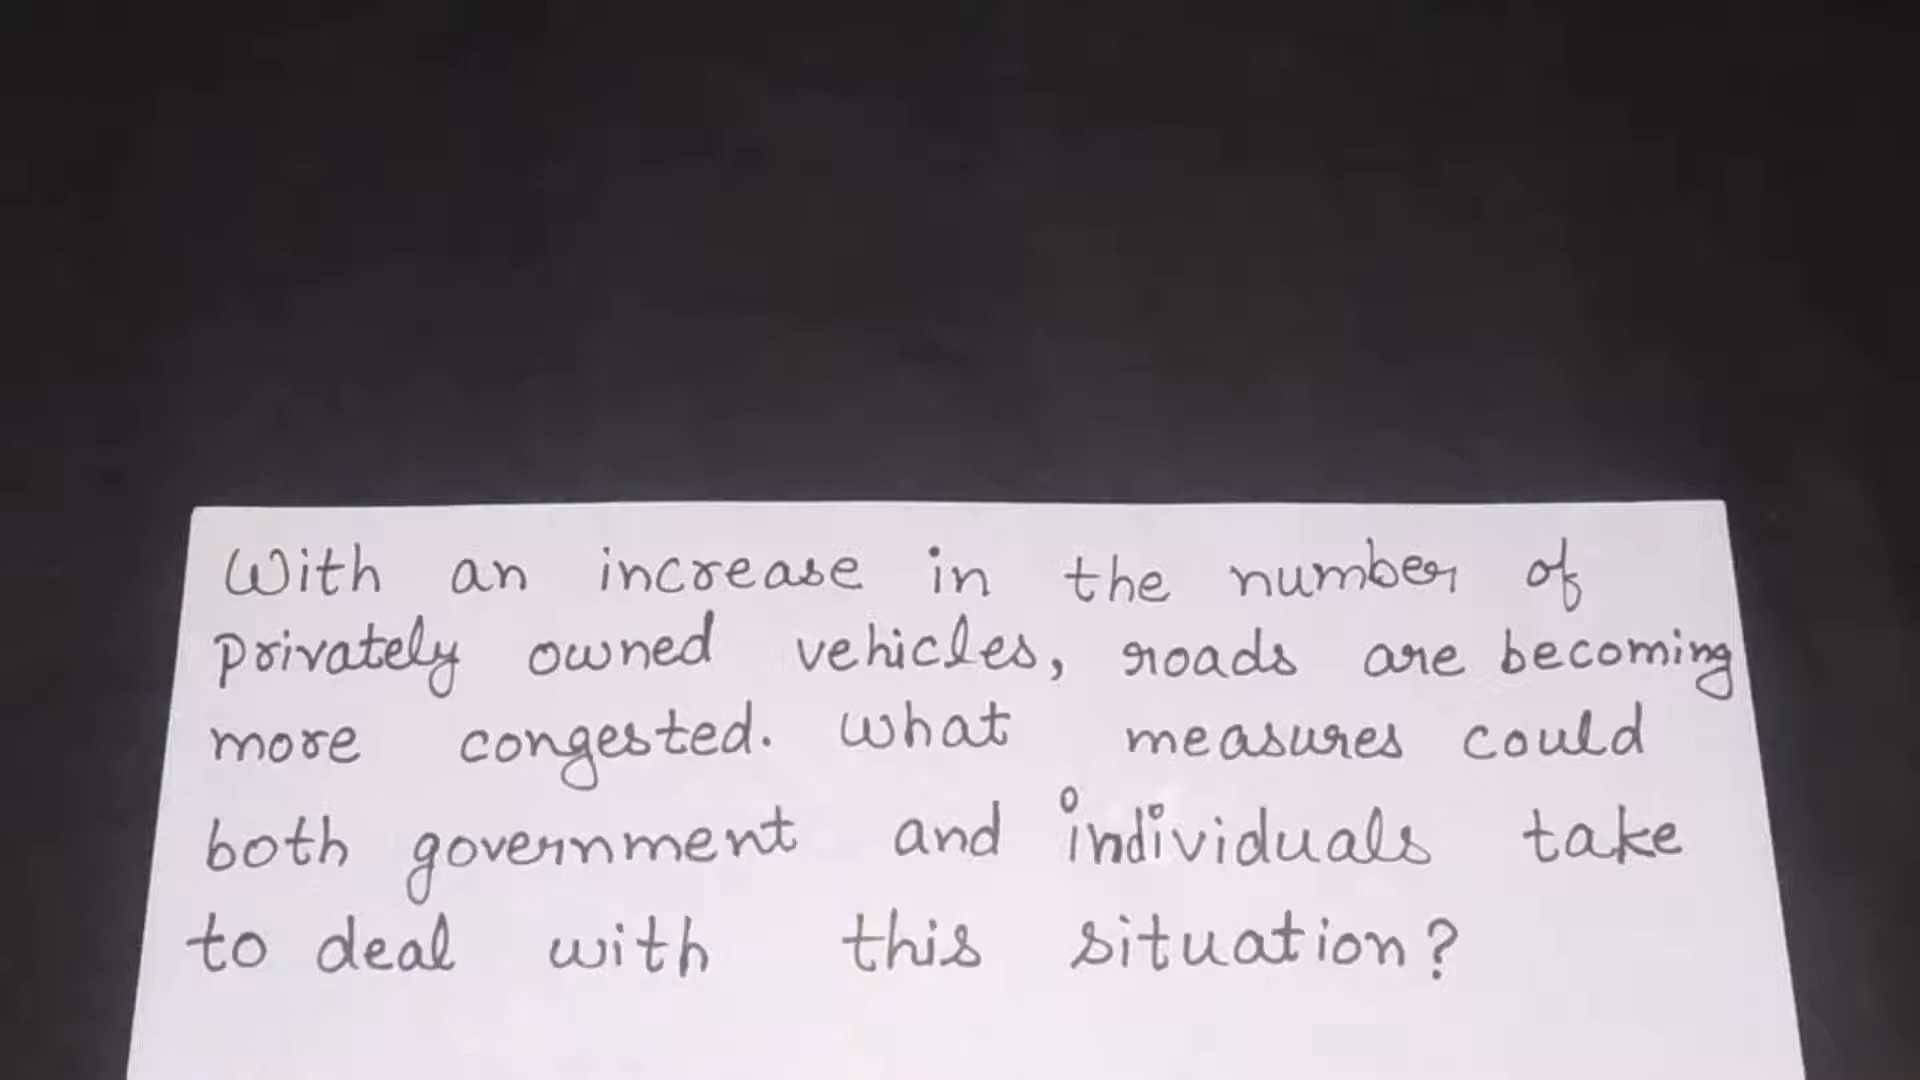 With an increase in the number of
privately owned vehicles, roads are becoming
more congested. What measures could
both government and individuals take
to deal with this situation?